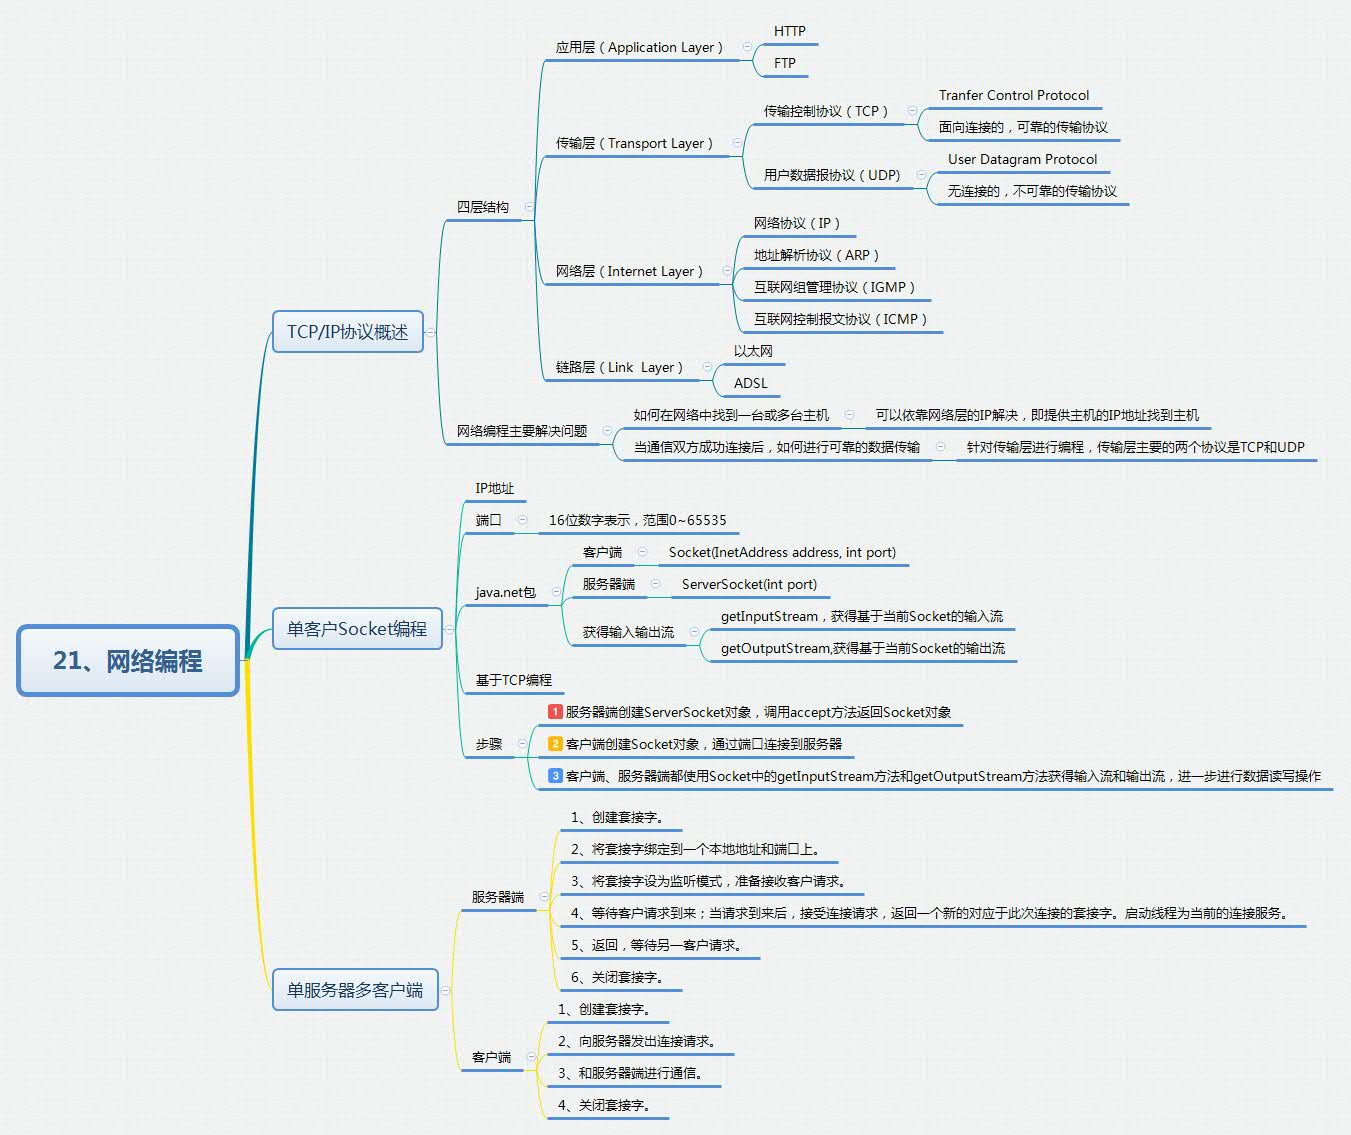 21、网络编程
TCP/IP协议概述
四层结构
应用层（Application Layer）
HTTP
FTP
传输层（Transport Layer）
传输控制协议（TCP）
Tranfer Control Protocol
面向连接的，可靠的传输协议
用户数据报协议（UDP)
User Datagram Protocol
无连接的，不可靠的传输协议
网络层（Internet Layer）
网络协议（IP）
地址解析协议（ARP）
互联网组管理协议（IGMP）
互联网控制报文协议（ICMP）
链路层（Link  Layer）
以太网
ADSL
网络编程主要解决问题
如何在网络中找到一台或多台主机
可以依靠网络层的IP解决，即提供主机的IP地址找到主机
当通信双方成功连接后，如何进行可靠的数据传输
针对传输层进行编程，传输层主要的两个协议是TCP和UDP
单客户Socket编程
IP地址
端口
16位数字表示，范围0~65535
java.net包
客户端
Socket(InetAddress address, int port)
服务器端
ServerSocket(int port)
获得输入输出流
getInputStream，获得基于当前Socket的输入流
getOutputStream,获得基于当前Socket的输出流
基于TCP编程
步骤
1 服务器端创建ServerSocket对象，调用accept方法返回Socket对象
2 客户端创建Socket对象，通过端口连接到服务器
3 客户端、服务器端都使用Socket中的getInputStream方法和getOutputStream方法获得输入流和输出流，进一步进行数据读写操作
单服务器多客户端
服务器端
1、创建套接字。
2、将套接字绑定到一个本地地址和端口上。
3、将套接字设为监听模式，准备接收客户请求。
4、等待客户请求到来；当请求到来后，接受连接请求，返回一个新的对应于此次连接的套接字。启动线程为当前的连接服务。
5、返回，等待另一客户请求。
6、关闭套接字。
客户端
1、创建套接字。
2、向服务器发出连接请求。
3、和服务器端进行通信。
4、关闭套接字。